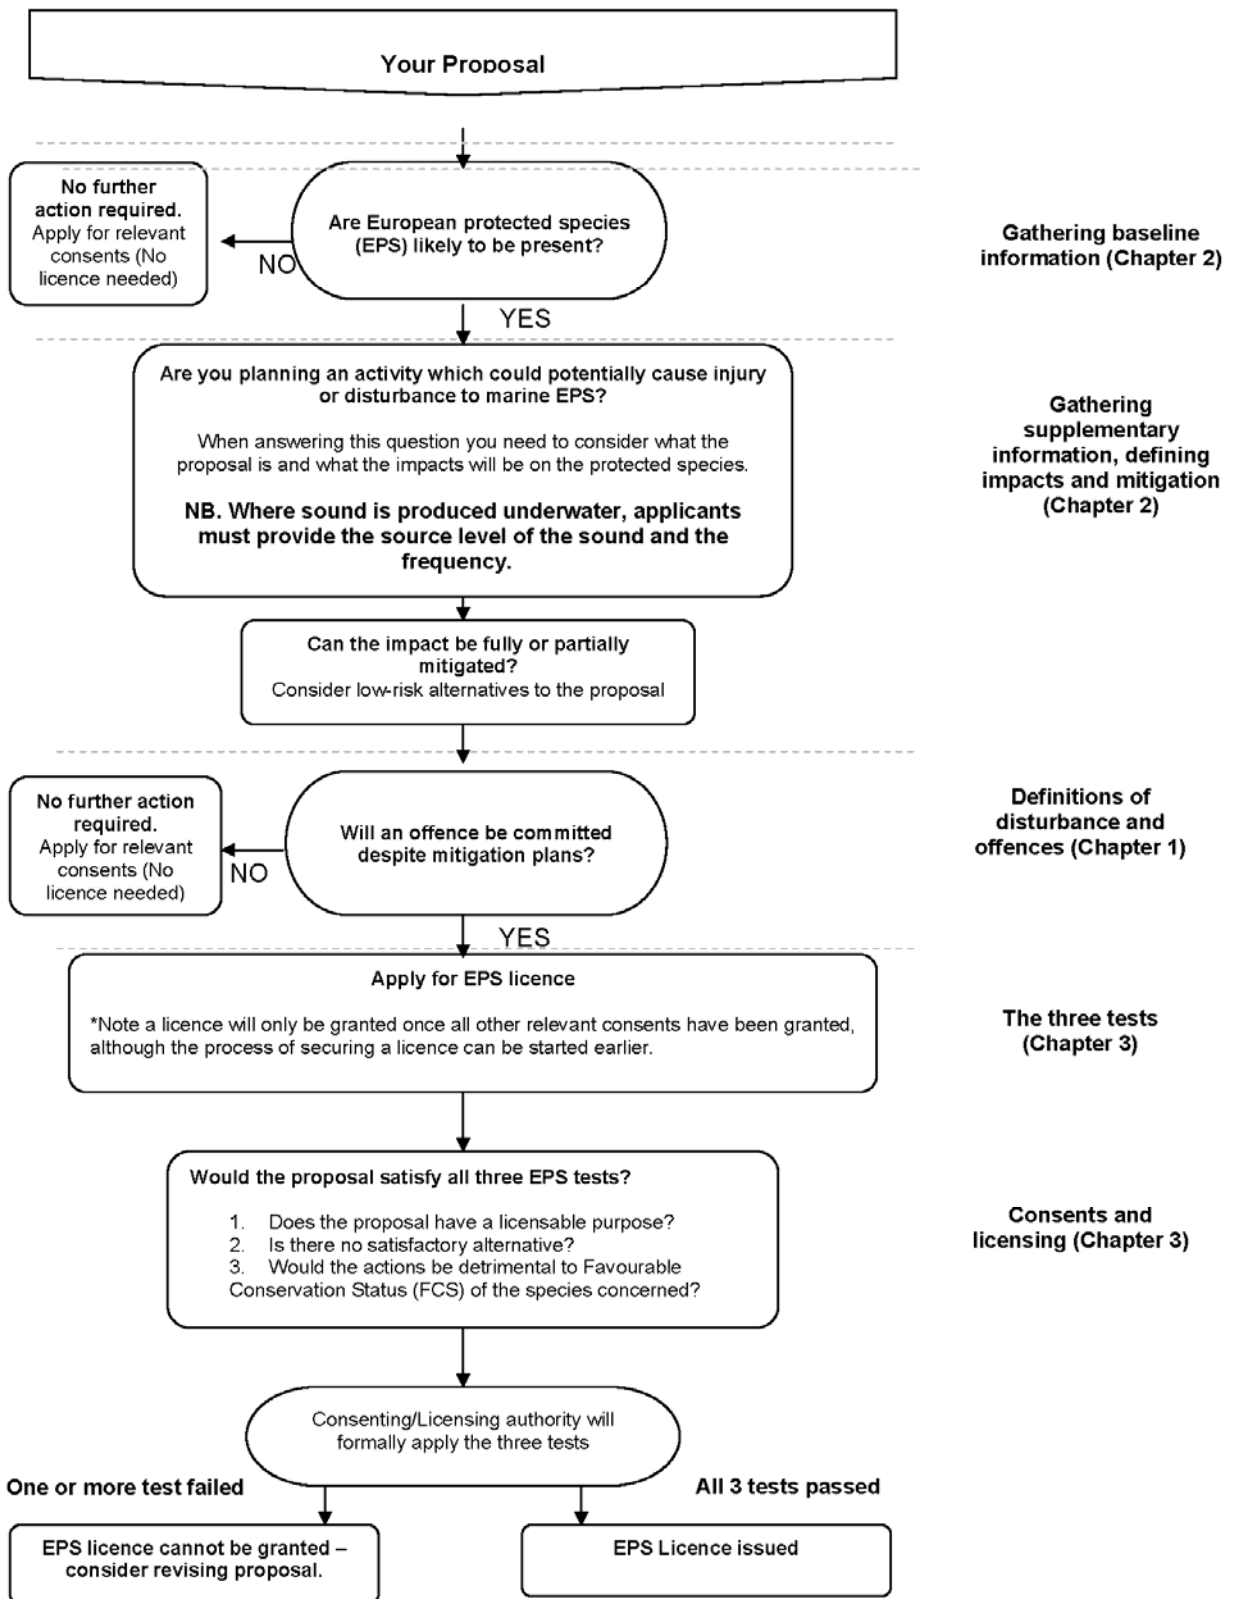 Your Proposal
No further
action required.
Apply for relevant
consents (No
licence needed)
NO
Are European protected species
(EPS) likely to be present?
Gathering baseline
information (Chapter 2)
YES
Are you planning an activity which could potentially cause injury
or disturbance to marine EPS?
When answering this question you need to consider what the
proposal is and what the impacts will be on the protected species.
NB. Where sound is produced underwater, applicants
must provide the source level of the sound and the
frequency.
Gathering
supplementary
information, defining
impacts and mitigation
(Chapter 2)
Can the impact be fully or partially
mitigated?
Consider low-risk alternatives to the proposal
No further action
required.
Apply for relevant
consents (No
licence needed)
NO
Will an offence be committed
despite mitigation plans?
Definitions of
disturbance and
offences (Chapter 1)
YES
Apply for EPS licence
*Note a licence will only be granted once all other relevant consents have been granted,
although the process of securing a licence can be started earlier.
The three tests
(Chapter 3)
Would the proposal satisfy all three EPS tests?
1. Does the proposal have a licensable purpose?
2. Is there no satisfactory alternative?
3. Would the actions be detrimental to Favourable
Conservation Status (FCS) of the species concerned?
Consents and
licensing (Chapter 3)
Consenting/Licensing authority will
formally apply the three tests
One or more test failed
All 3 tests passed
EPS licence cannot be granted –
consider revising proposal.
EPS Licence issued